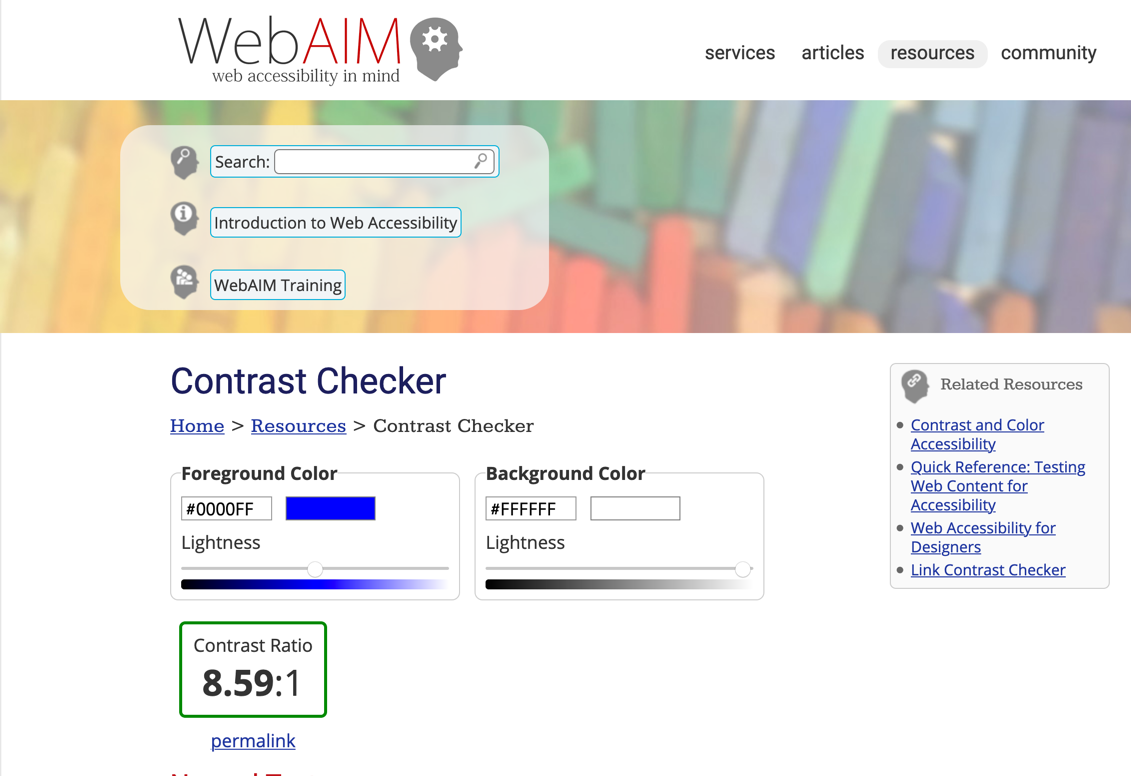 WebAIM
web accessibility in mind
services articles resources community
Search:
Introduction to Web Accessibility
WebAIM Training
Contrast Checker
Home > Resources > Contrast Checker
Foreground Color
#0000FF
Lightness
Background Color
#FFFFFF
Lightness
Contrast Ratio
8.59:1
permalink
Related Resources
Contrast and Color
Accessibility
Quick Reference: Testing
Web Content for
Accessibility
Web Accessibility for
Designers
Link Contrast Checker